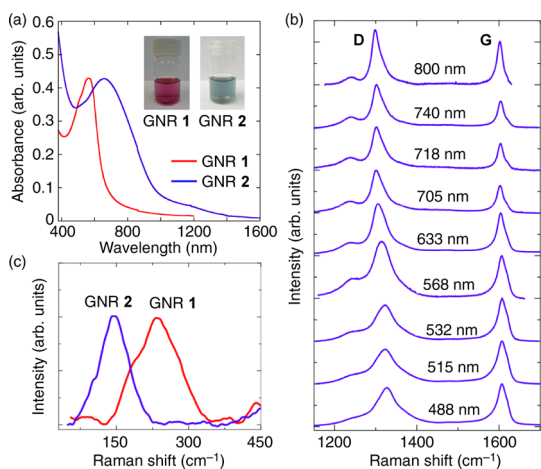 (a)
Absorbance (arb. units)
0.6
0.5
0.4
0.3
0.2
0.1
0
GNR 1 GNR 2
GNR 1
GNR 2
400 600 800 1000 1200 1400 1600
Wavelength (nm)
(c)
Intensity (arb. units)
GNR 2 GNR 1
150 300 450
Raman shift (cm–1)
(b)
Intensity (arb. units)
D G
800 nm
740 nm
718 nm
705 nm
633 nm
568 nm
532 nm
515 nm
488 nm
1200 1400 1600
Raman shift (cm–1)